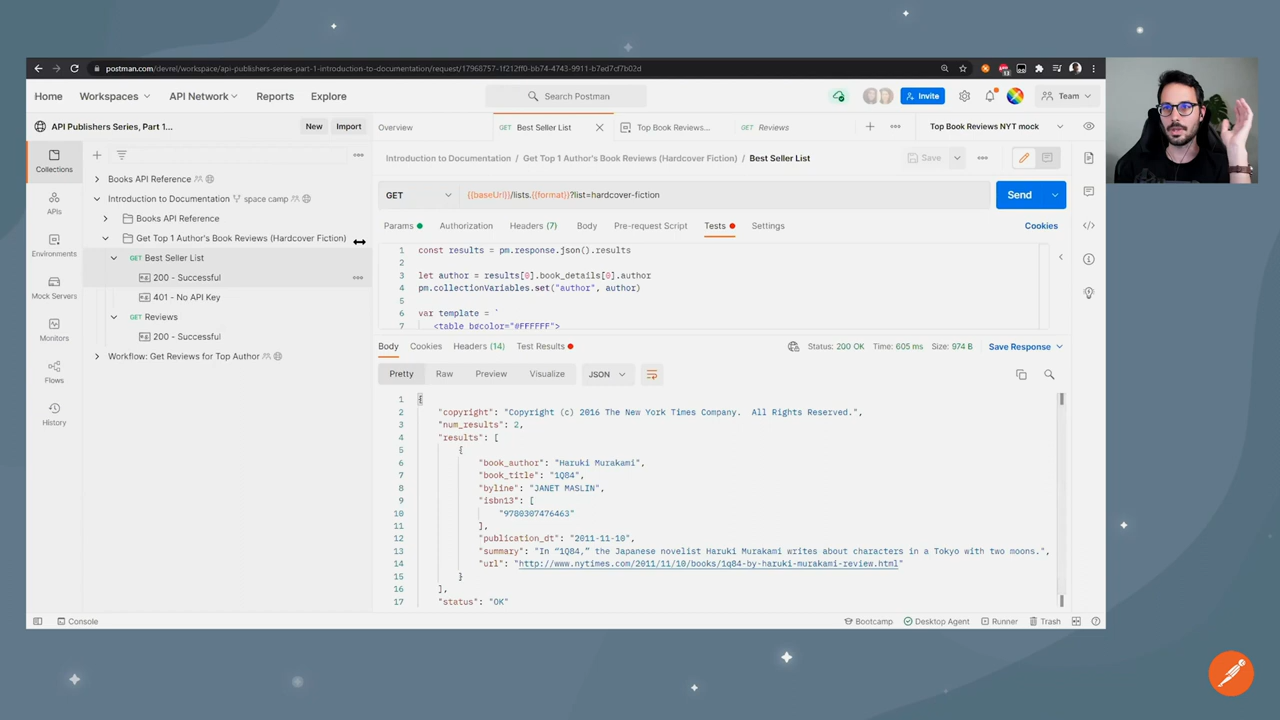 postman.com/devrel/workspace/api-publishers-series-part-1-introduction-to-documentation/request/17968757-1f212ff0-bb74-4743-9911-b7ed7cf7b02d
Home Workspaces API Network Reports Explore Search Postman Invite Team
API Publishers Series, Part 1... New Import Overview GET Best Seller List Top Book Reviews... GET Reviews Top Book Reviews NYT mock
Introduction to Documentation / Get Top 1 Author's Book Reviews (Hardcover Fiction) / Best Seller List Save
Collections
APIs
Environments
Mock Servers
Monitors
Flows
History
Books API Reference
Introduction to Documentation space camp
Books API Reference
Get Top 1 Author's Book Reviews (Hardcover Fiction)
GET Best Seller List
200 - Successful
401 - No API Key
GET Reviews
200 - Successful
Workflow: Get Reviews for Top Author
GET {{baseUrl}}/lists.{{format}}?list=hardcover-fiction Send
Params Authorization Headers (7) Body Pre-request Script Tests Settings Cookies
1 const results = pm.response.json().results
2
3 let author = results[0].book_details[0].author
4 pm.collectionVariables.set("author", author)
5
6 var template = `
7 <table bgcolor="#FFFFFF">
Body Cookies Headers (14) Test Results Status: 200 OK Time: 605 ms Size: 974 B Save Response
Pretty Raw Preview Visualize JSON
1 {
2 "copyright": "Copyright (c) 2016 The New York Times Company.  All Rights Reserved.",
3 "num_results": 2,
4 "results": [
5 {
6 "book_author": "Haruki Murakami",
7 "book_title": "1Q84",
8 "byline": "JANET MASLIN",
9 "isbn13": [
10 "9780307476463"
11 ],
12 "publication_dt": "2011-11-10",
13 "summary": "In “1Q84,” the Japanese novelist Haruki Murakami writes about characters in a Tokyo with two moons.",
14 "url": "http://www.nytimes.com/2011/11/10/books/1q84-by-haruki-murakami-review.html"
15 }
16 ],
17 "status": "OK"
Console Bootcamp Desktop Agent Runner Trash